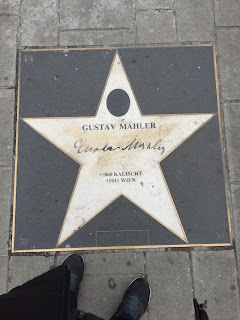 GUSTAV MAHLER
Gustav Mahler
*1860 KALISCHT
+1911 WIEN